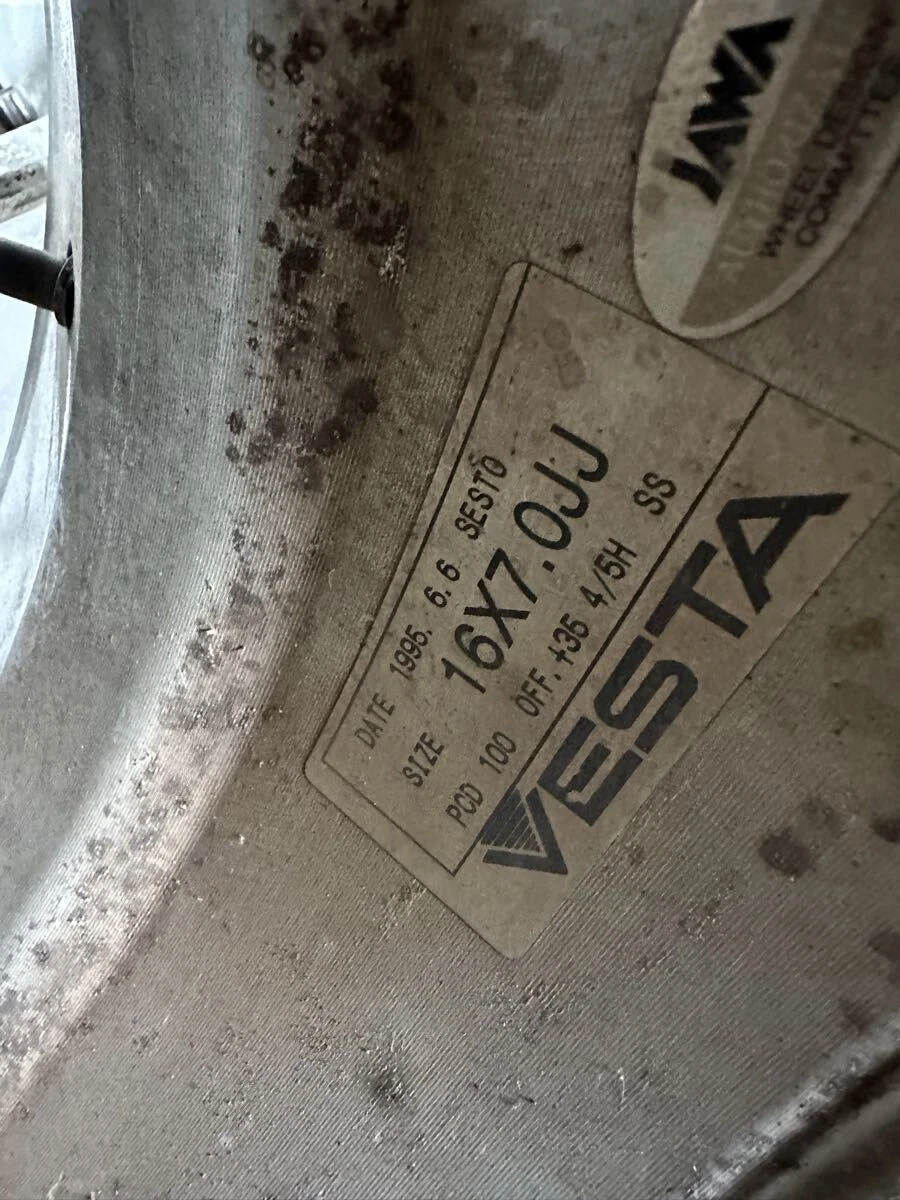 JAWA
WHEEL DESIGN
COMMITTEE
DATE 1995. 6.6 SESTO
SIZE 16X7.0JJ
PCD 100 OFF.+35 4/5H SS
VESTA